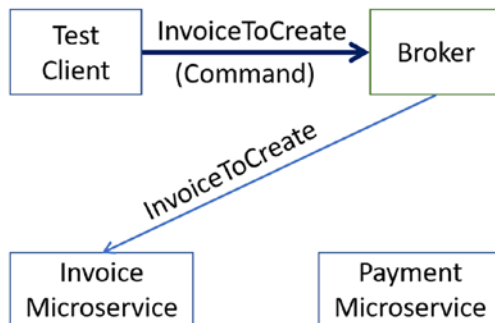 Test
Client
InvoiceToCreate
(Command)
Broker
InvoiceToCreate
Invoice
Microservice
Payment
Microservice